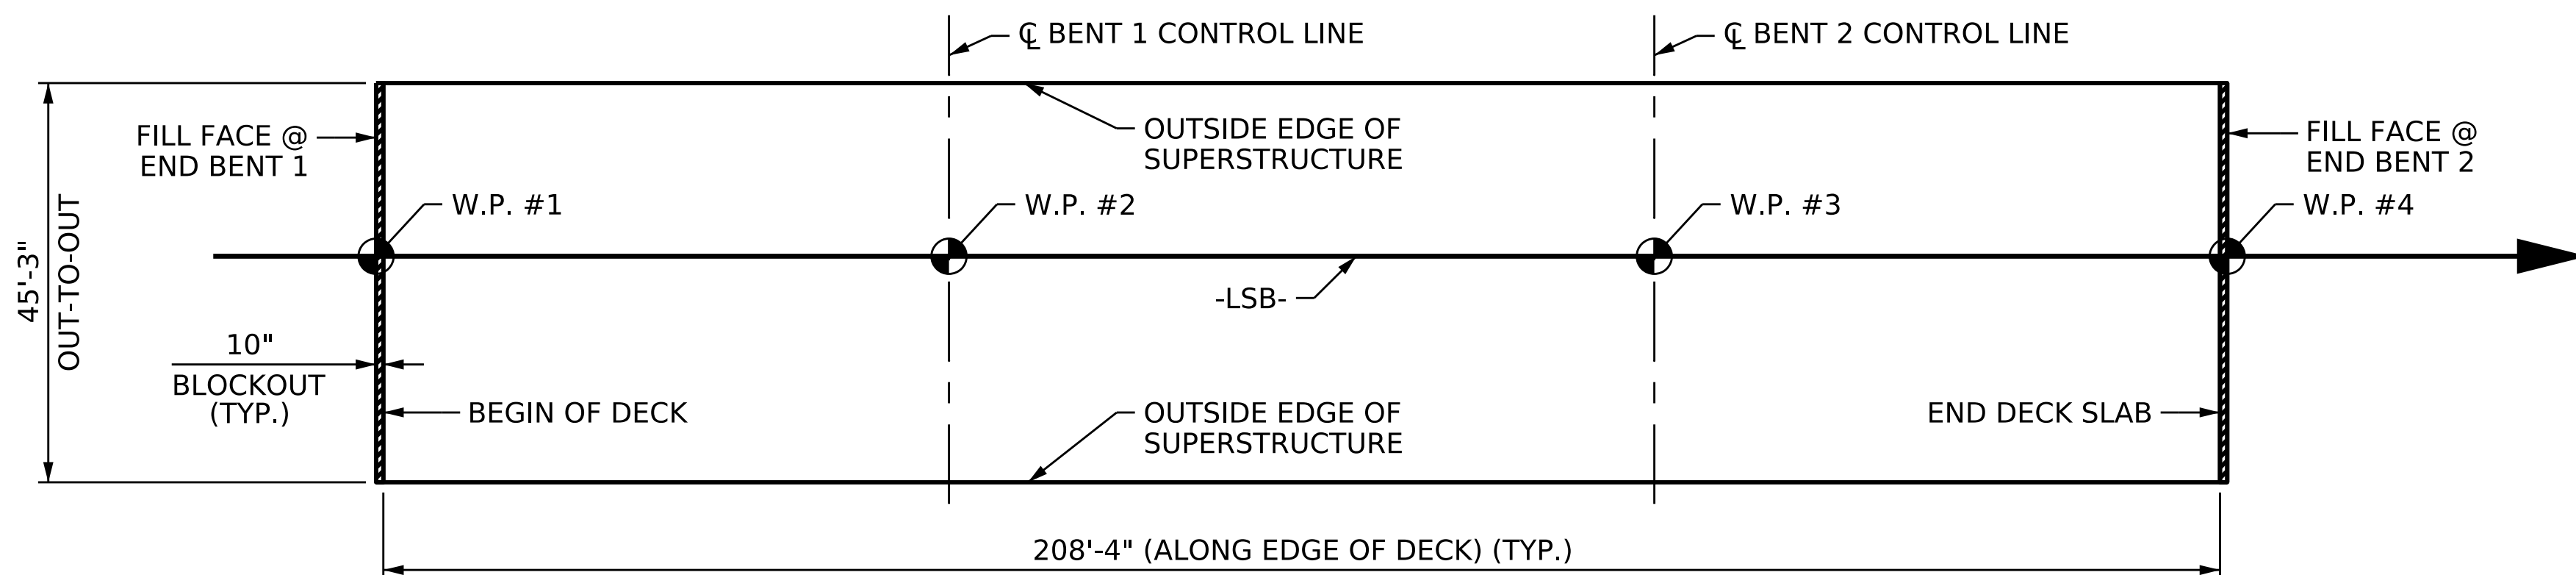 ℄ BENT 1 CONTROL LINE
℄ BENT 2 CONTROL LINE
FILL FACE @
END BENT 1
OUTSIDE EDGE OF
SUPERSTRUCTURE
FILL FACE @
END BENT 2
W.P. #1
W.P. #2
W.P. #3
W.P. #4
45'-3"
OUT-TO-OUT
-LSB-
10"
BLOCKOUT
(TYP.)
BEGIN OF DECK
OUTSIDE EDGE OF
SUPERSTRUCTURE
END DECK SLAB
208'-4" (ALONG EDGE OF DECK) (TYP.)